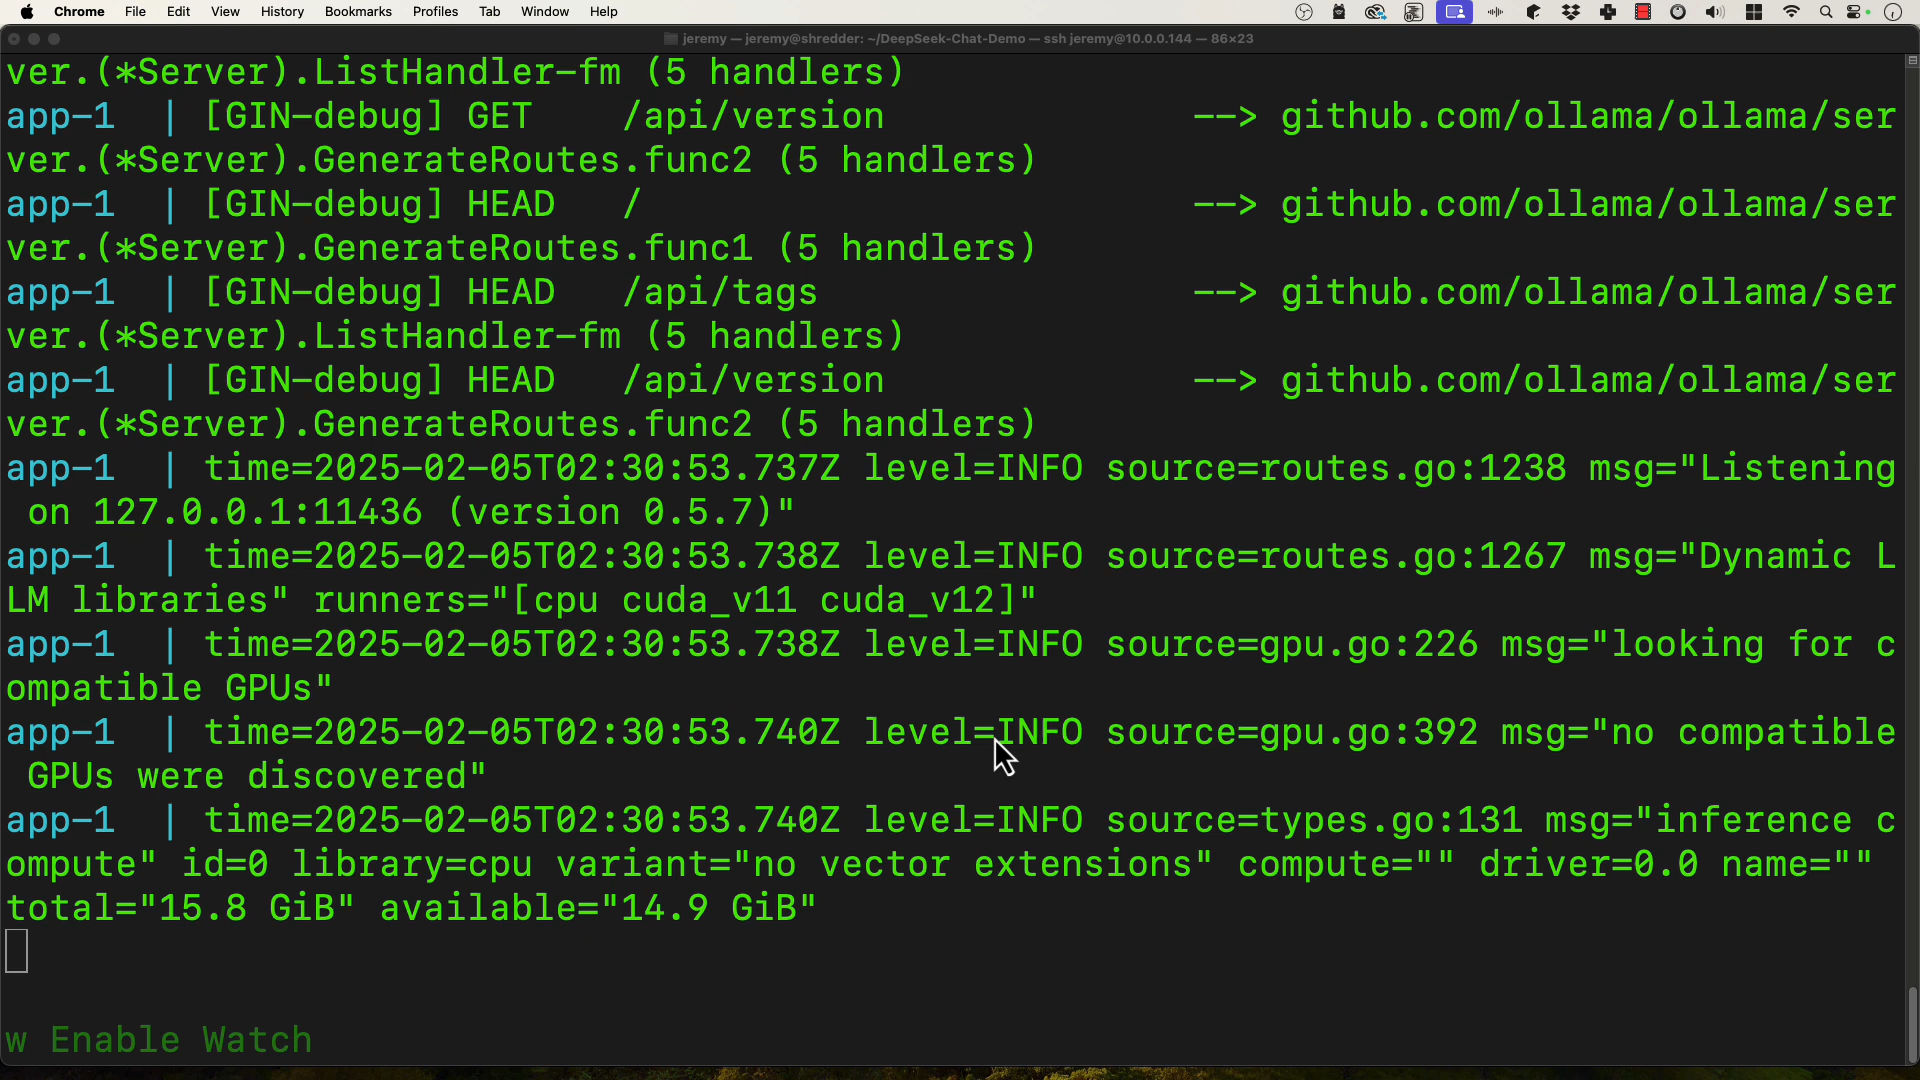 Chrome File Edit View History Bookmarks Profiles Tab Window Help
jeremy — jeremy@shredder: ~/DeepSeek-Chat-Demo — ssh jeremy@10.0.0.144 — 86×23
ver.(*Server).ListHandler-fm (5 handlers)
app-1  | [GIN-debug] GET    /api/version              --> github.com/ollama/ollama/ser
ver.(*Server).GenerateRoutes.func2 (5 handlers)
app-1  | [GIN-debug] HEAD   /                         --> github.com/ollama/ollama/ser
ver.(*Server).GenerateRoutes.func1 (5 handlers)
app-1  | [GIN-debug] HEAD   /api/tags                 --> github.com/ollama/ollama/ser
ver.(*Server).ListHandler-fm (5 handlers)
app-1  | [GIN-debug] HEAD   /api/version              --> github.com/ollama/ollama/ser
ver.(*Server).GenerateRoutes.func2 (5 handlers)
app-1  | time=2025-02-05T02:30:53.737Z level=INFO source=routes.go:1238 msg="Listening
 on 127.0.0.1:11436 (version 0.5.7)"
app-1  | time=2025-02-05T02:30:53.738Z level=INFO source=routes.go:1267 msg="Dynamic L
LM libraries" runners="[cpu cuda_v11 cuda_v12]"
app-1  | time=2025-02-05T02:30:53.738Z level=INFO source=gpu.go:226 msg="looking for c
ompatible GPUs"
app-1  | time=2025-02-05T02:30:53.740Z level=INFO source=gpu.go:392 msg="no compatible
 GPUs were discovered"
app-1  | time=2025-02-05T02:30:53.740Z level=INFO source=types.go:131 msg="inference c
ompute" id=0 library=cpu variant="no vector extensions" compute="" driver=0.0 name=""
total="15.8 GiB" available="14.9 GiB"
w Enable Watch